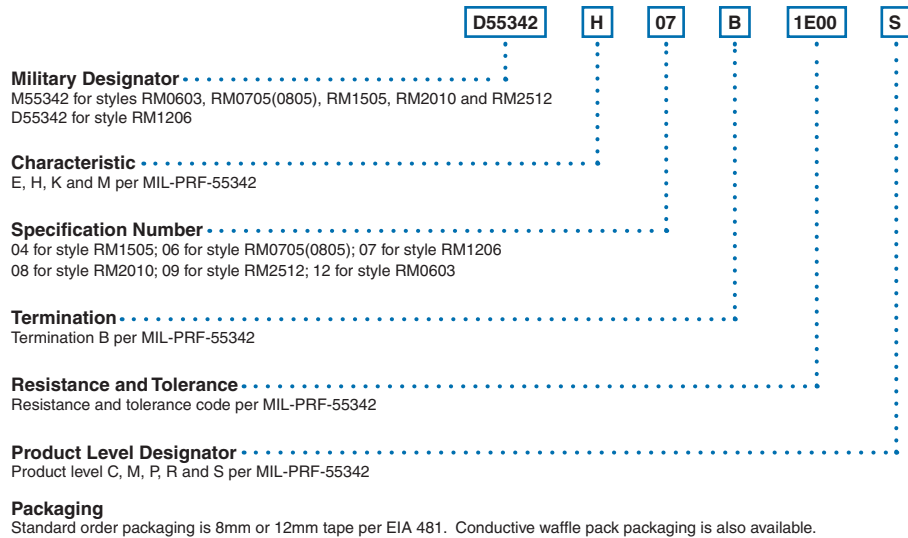 D55342 H 07 B 1E00 S
Military Designator
M55342 for styles RM0603, RM0705(0805), RM1505, RM2010 and RM2512
D55342 for style RM1206
Characteristic
E, H, K and M per MIL-PRF-55342
Specification Number
04 for style RM1505; 06 for style RM0705(0805); 07 for style RM1206
08 for style RM2010; 09 for style RM2512; 12 for style RM0603
Termination
Termination B per MIL-PRF-55342
Resistance and Tolerance
Resistance and tolerance code per MIL-PRF-55342
Product Level Designator
Product level C, M, P, R and S per MIL-PRF-55342
Packaging
Standard order packaging is 8mm or 12mm tape per EIA 481. Conductive waffle pack packaging is also available.